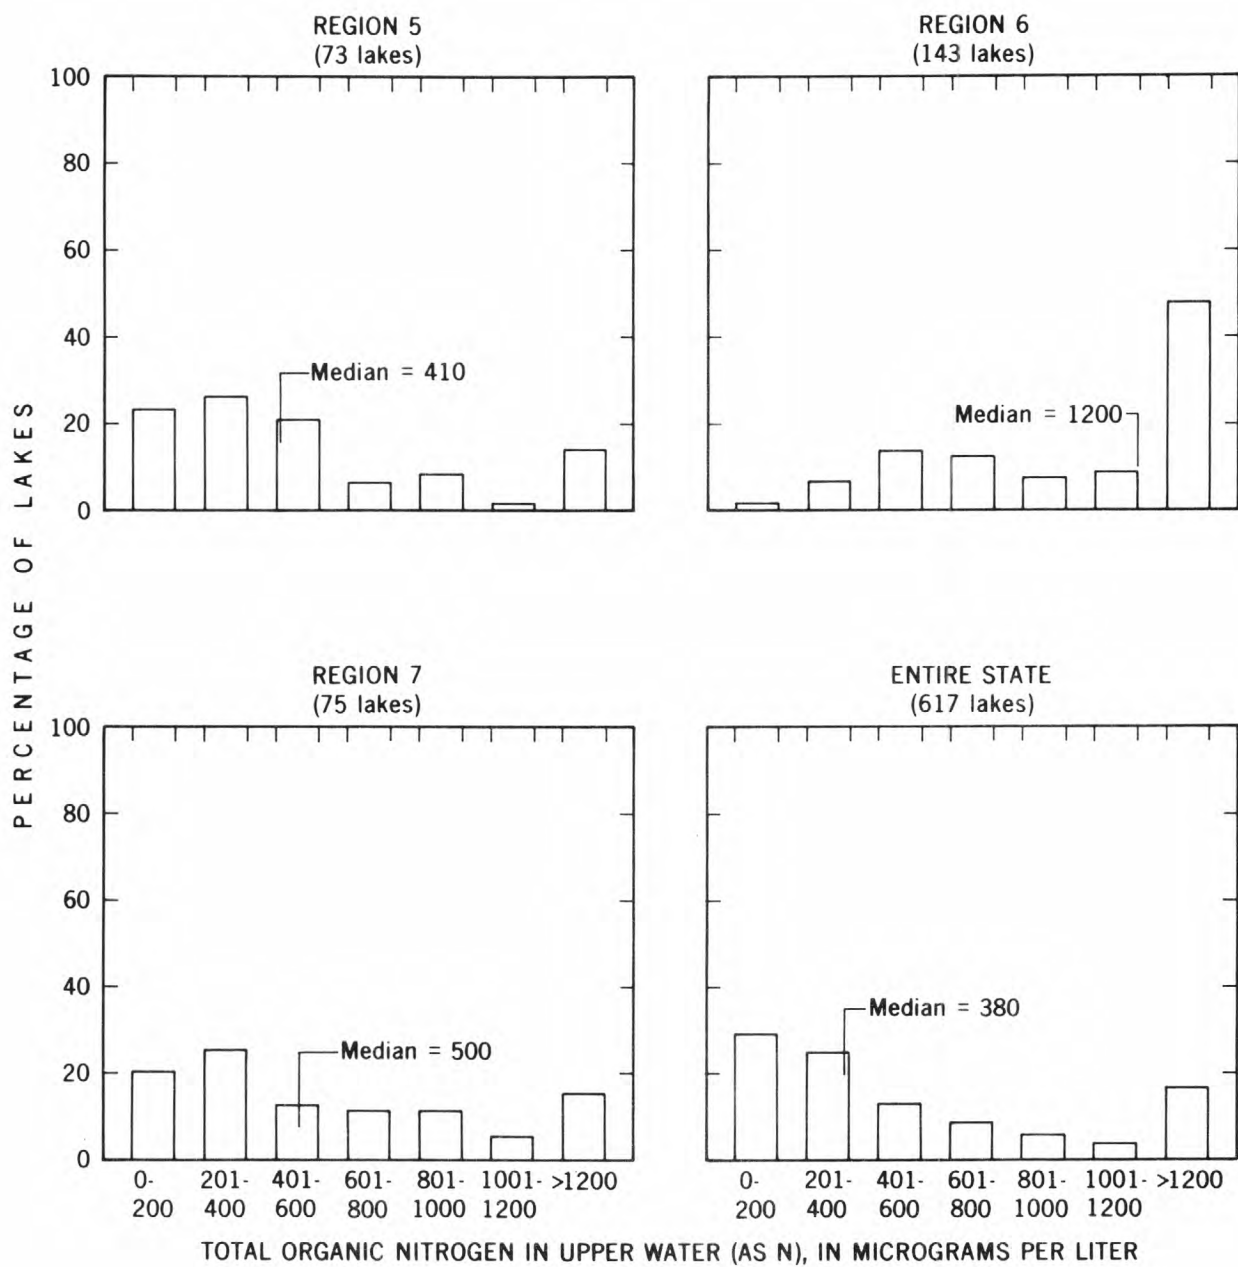 REGION 5
(73 lakes)
REGION 6
(143 lakes)
100
80
60
40
20
0
Median = 410
Median = 1200
PERCENTAGE OF LAKES
REGION 7
(75 lakes)
ENTIRE STATE
(617 lakes)
100
80
60
40
20
0
Median = 500
Median = 380
0- 201- 401- 601- 801- 1001- >1200
200 400 600 800 1000 1200
0- 201- 401- 601- 801- 1001- >1200
200 400 600 800 1000 1200
TOTAL ORGANIC NITROGEN IN UPPER WATER (AS N), IN MICROGRAMS PER LITER